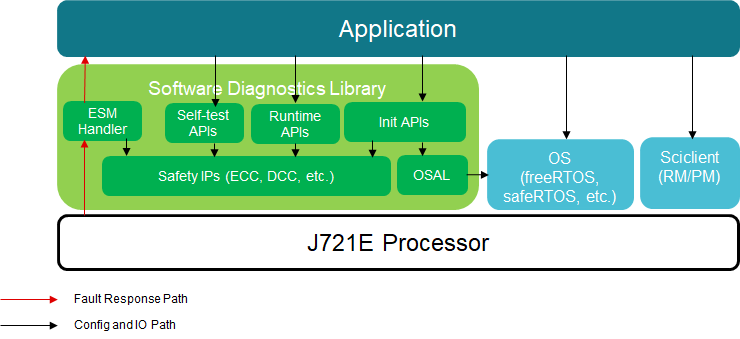 Application
Software Diagnostics Library
ESM
Handler
Self-test
APIs
Runtime
APIs
Init APIs
Safety IPs (ECC, DCC, etc.)
OSAL
OS
(freeRTOS,
safeRTOS, etc.)
Sciclient
(RM/PM)
J721E Processor
Fault Response Path
Config and IO Path